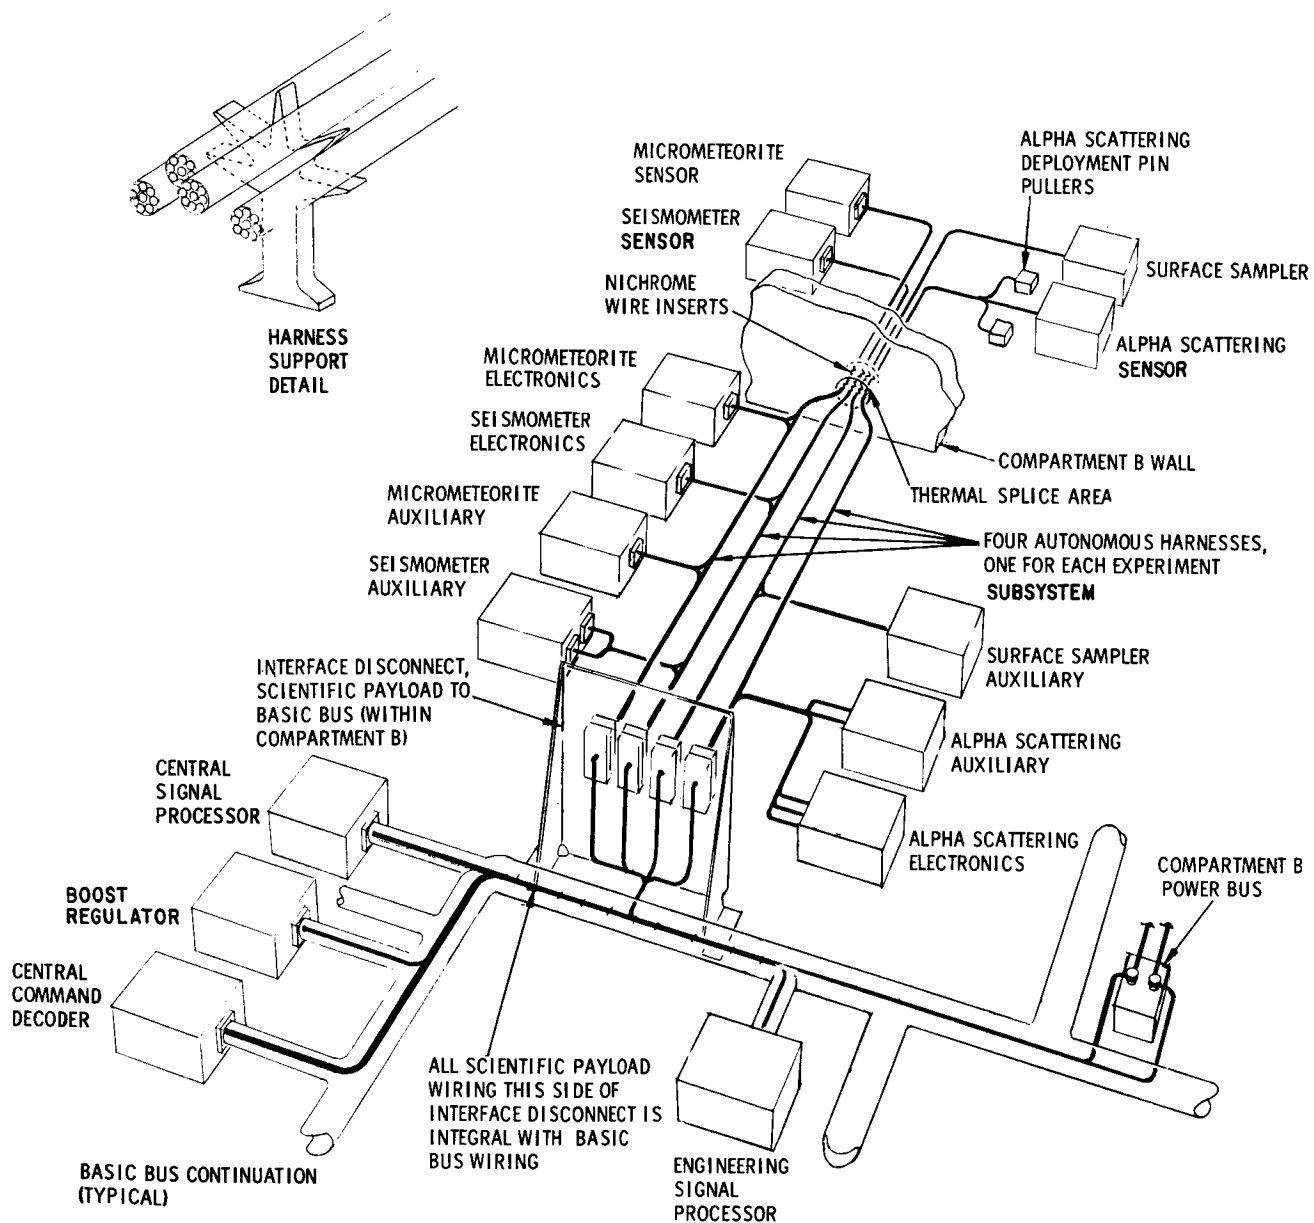 HARNESS
SUPPORT
DETAIL
MICROMETEORITE
SENSOR
SEISMOMETER
SENSOR
NICHROME
WIRE INSERTS
ALPHA SCATTERING
DEPLOYMENT PIN
PULLERS
SURFACE SAMPLER
ALPHA SCATTERING
SENSOR
MICROMETEORITE
ELECTRONICS
SEISMOMETER
ELECTRONICS
MICROMETEORITE
AUXILIARY
SEISMOMETER
AUXILIARY
COMPARTMENT B WALL
THERMAL SPLICE AREA
FOUR AUTONOMOUS HARNESSES,
ONE FOR EACH EXPERIMENT
SUBSYSTEM
INTERFACE DISCONNECT,
SCIENTIFIC PAYLOAD TO
BASIC BUS (WITHIN
COMPARTMENT B)
SURFACE SAMPLER
AUXILIARY
ALPHA SCATTERING
AUXILIARY
ALPHA SCATTERING
ELECTRONICS
CENTRAL
SIGNAL
PROCESSOR
BOOST
REGULATOR
CENTRAL
COMMAND
DECODER
COMPARTMENT B
POWER BUS
ALL SCIENTIFIC PAYLOAD
WIRING THIS SIDE OF
INTERFACE DISCONNECT IS
INTEGRAL WITH BASIC
BUS WIRING
BASIC BUS CONTINUATION
(TYPICAL)
ENGINEERING
SIGNAL
PROCESSOR